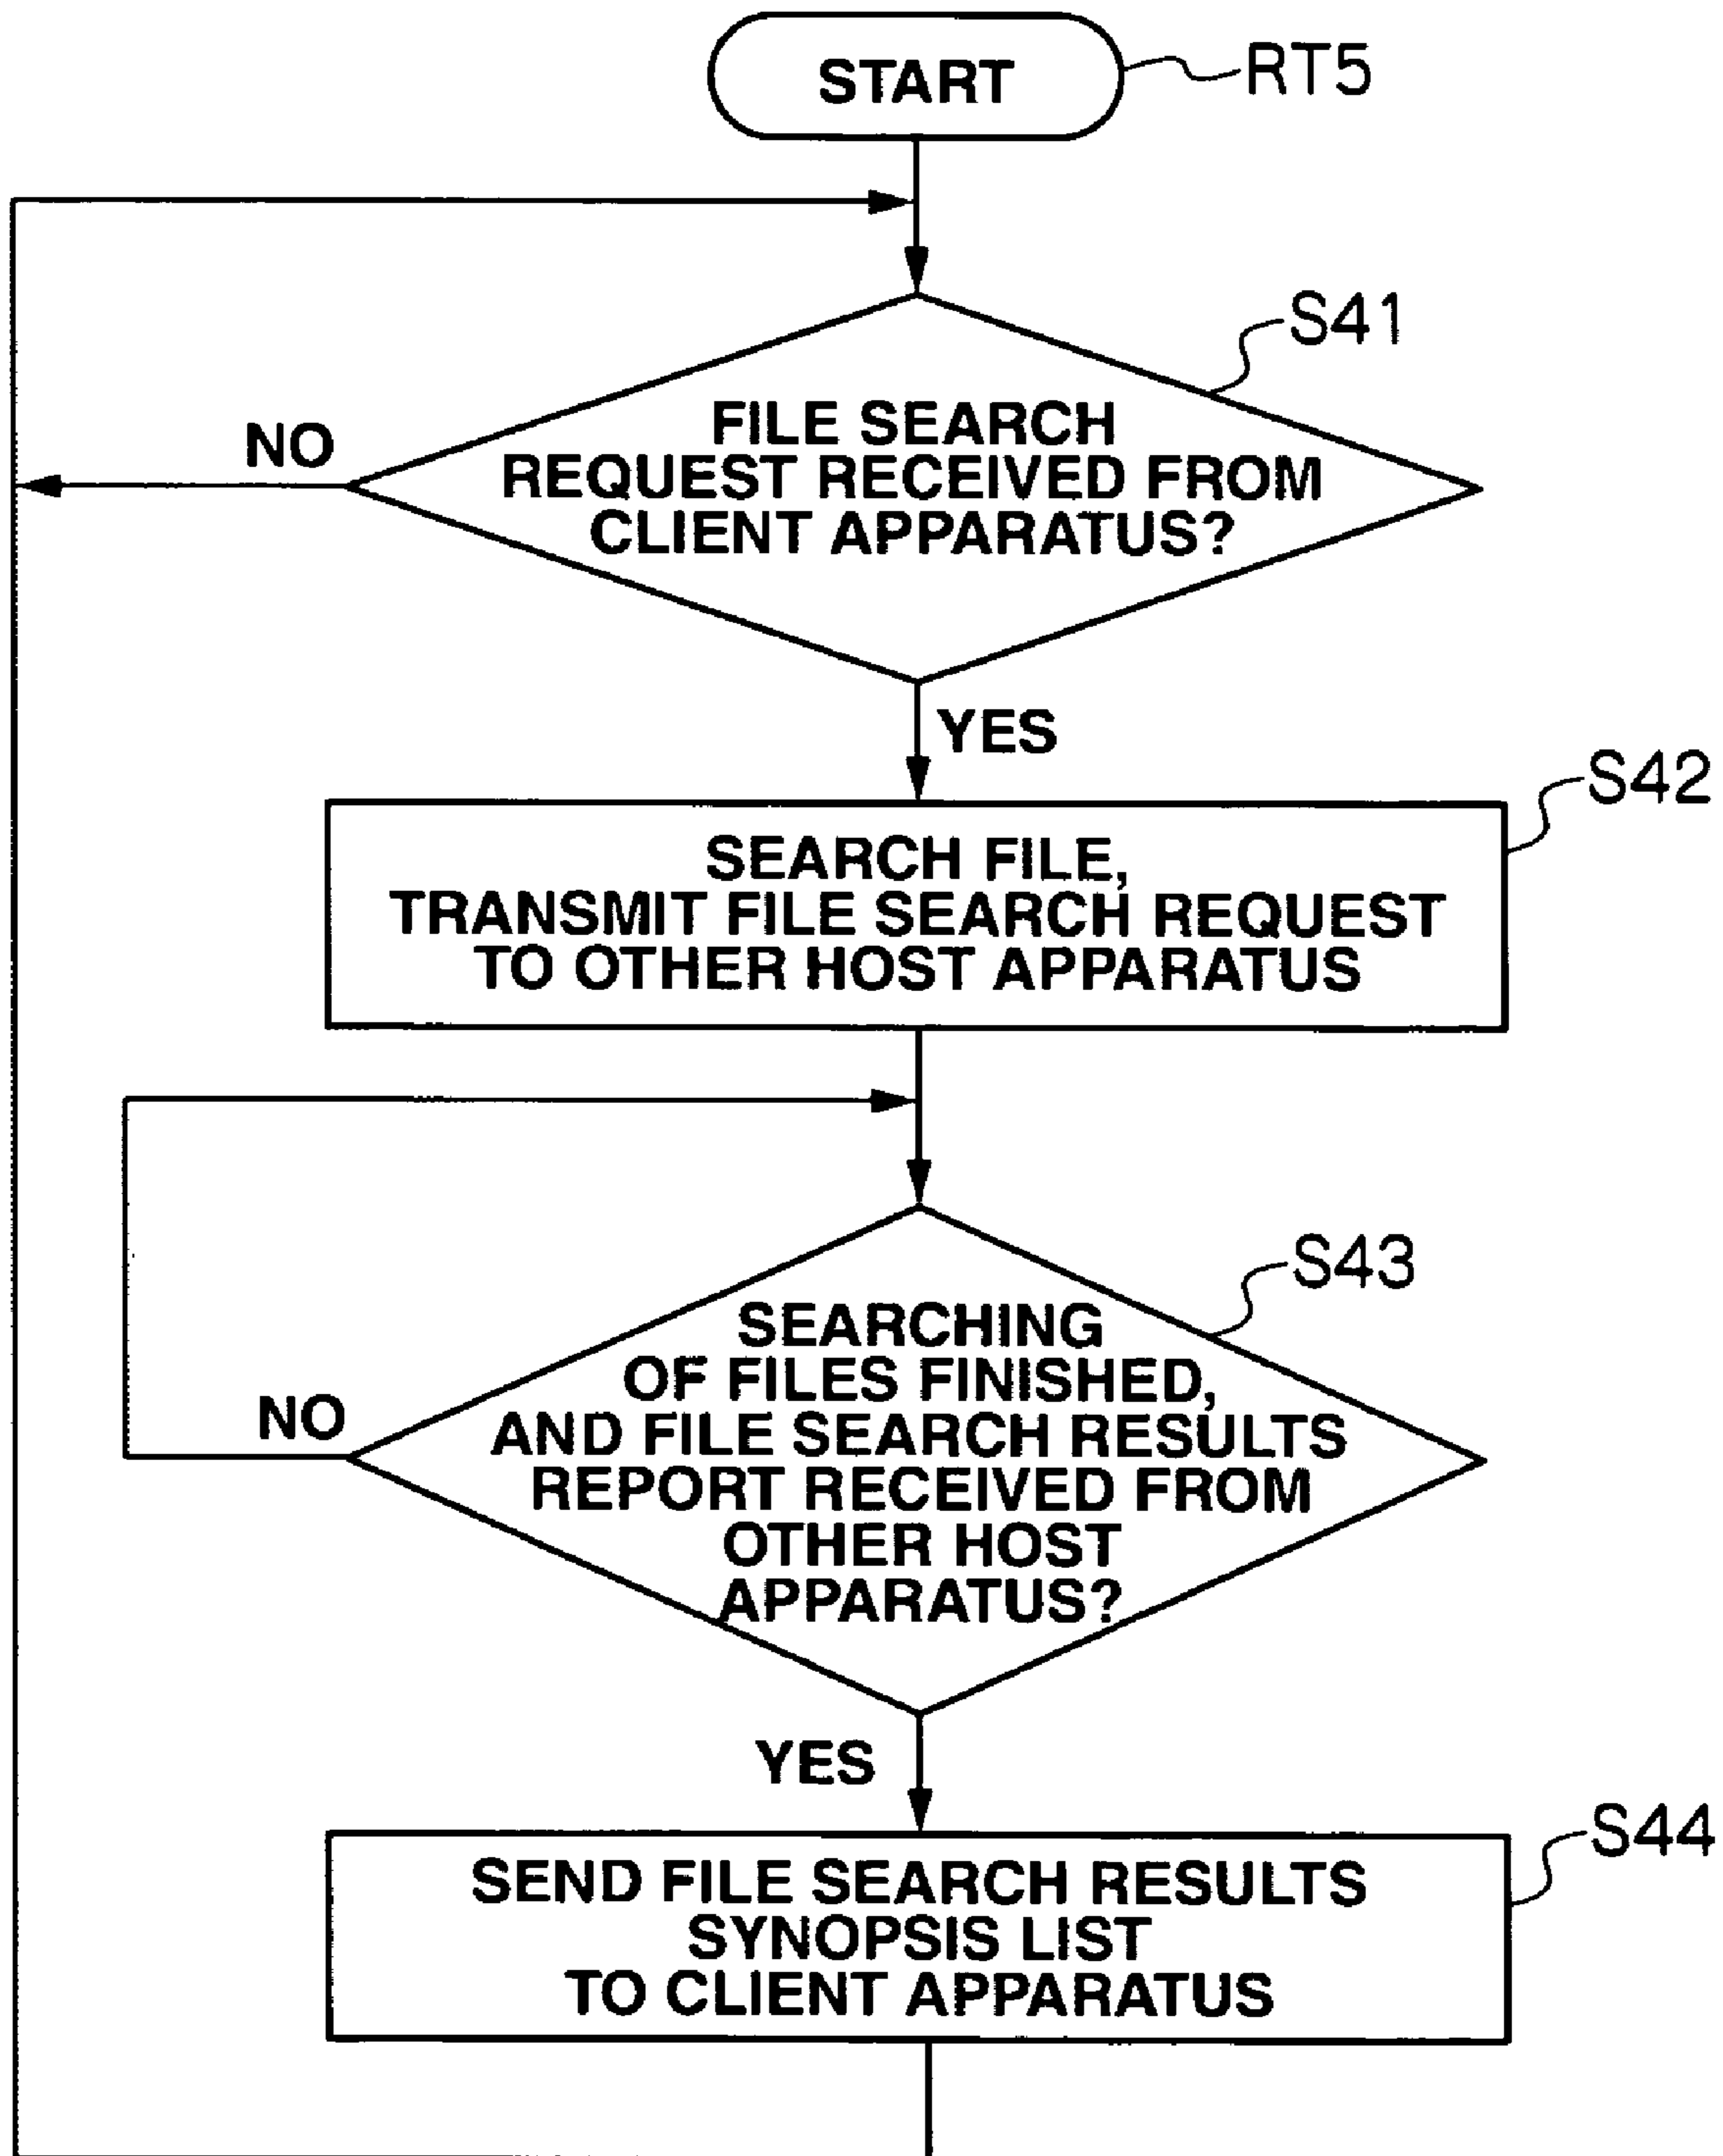 START
RT5
S41
FILE SEARCH
REQUEST RECEIVED FROM
CLIENT APPARATUS?
NO
YES
S42
SEARCH FILE,
TRANSMIT FILE SEARCH REQUEST
TO OTHER HOST APPARATUS
S43
SEARCHING
OF FILES FINISHED,
AND FILE SEARCH RESULTS
REPORT RECEIVED FROM
OTHER HOST
APPARATUS?
NO
YES
S44
SEND FILE SEARCH RESULTS
SYNOPSIS LIST
TO CLIENT APPARATUS